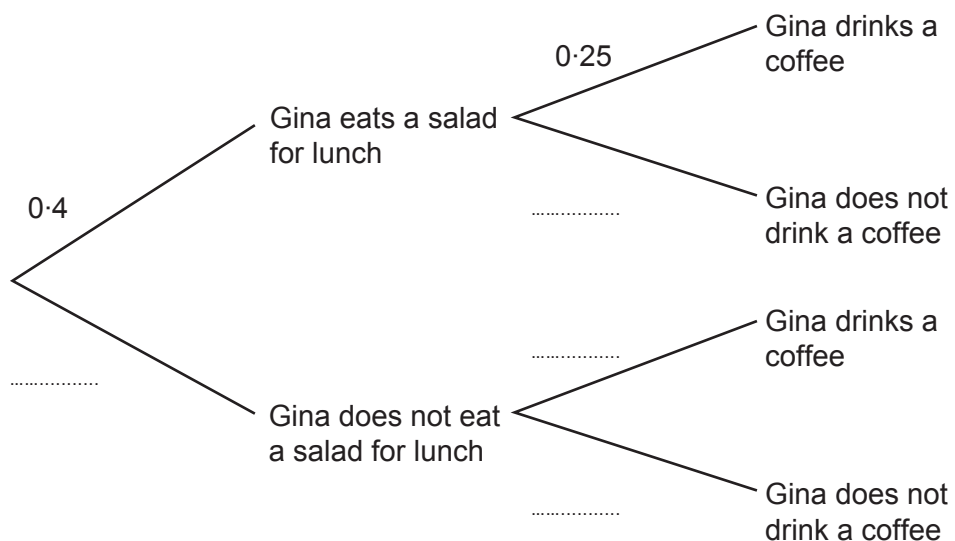 Gina drinks a
coffee
0·25
Gina eats a salad
for lunch
0·4
Gina does not
drink a coffee
..............
Gina drinks a
coffee
..............
..............
Gina does not eat
a salad for lunch
Gina does not
drink a coffee
..............